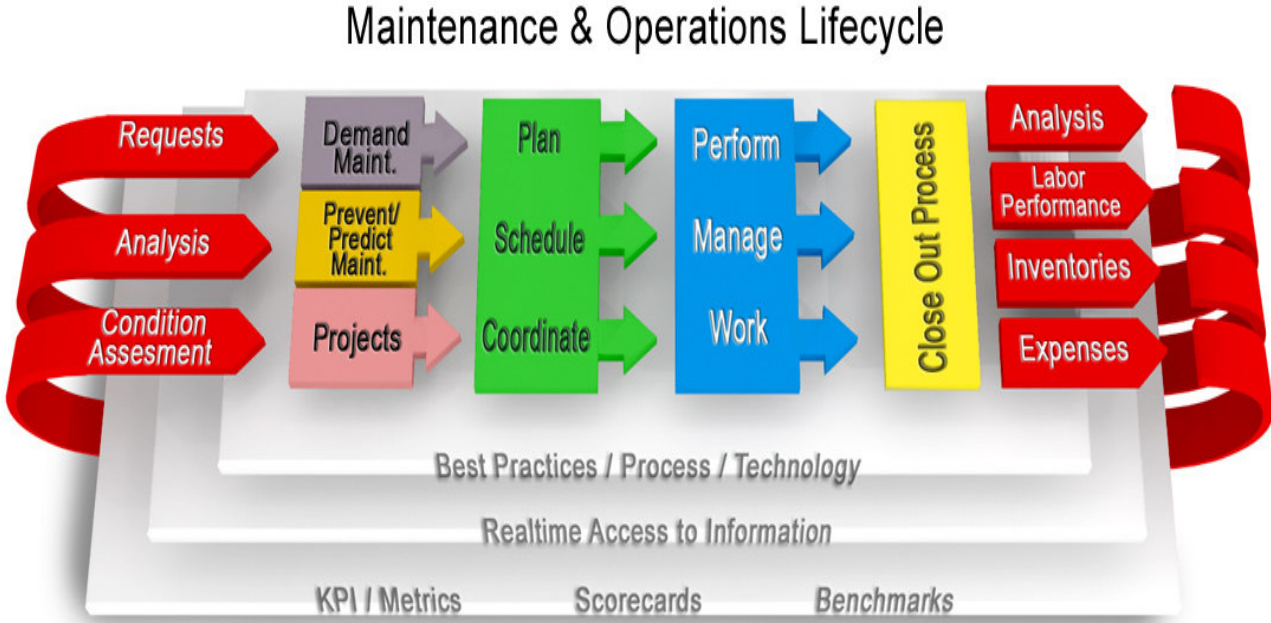 Maintenance & Operations Lifecycle
Requests
Analysis
Condition
Assesment
Demand
Maint.
Prevent/
Predict
Maint.
Projects
Plan
Schedule
Coordinate
Perform
Manage
Work
Close Out Process
Analysis
Labor
Performance
Inventories
Expenses
Best Practices / Process / Technology
Realtime Access to Information
KPI / Metrics
Scorecards
Benchmarks